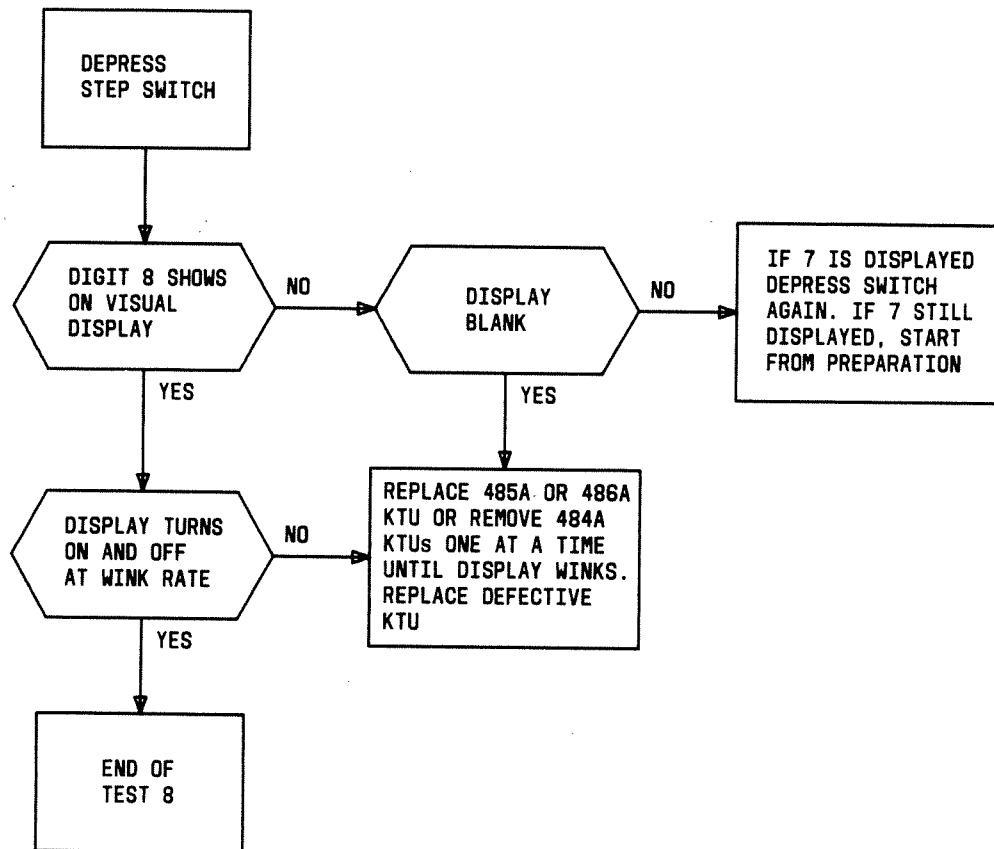 DEPRESS
STEP SWITCH
DIGIT 8 SHOWS
ON VISUAL
DISPLAY
NO
DISPLAY
BLANK
NO
IF 7 IS DISPLAYED
DEPRESS SWITCH
AGAIN. IF 7 STILL
DISPLAYED, START
FROM PREPARATION
YES
YES
DISPLAY TURNS
ON AND OFF
AT WINK RATE
NO
REPLACE 485A OR 486A
KTU OR REMOVE 484A
KTUs ONE AT A TIME
UNTIL DISPLAY WINKS.
REPLACE DEFECTIVE
KTU
YES
END OF
TEST 8